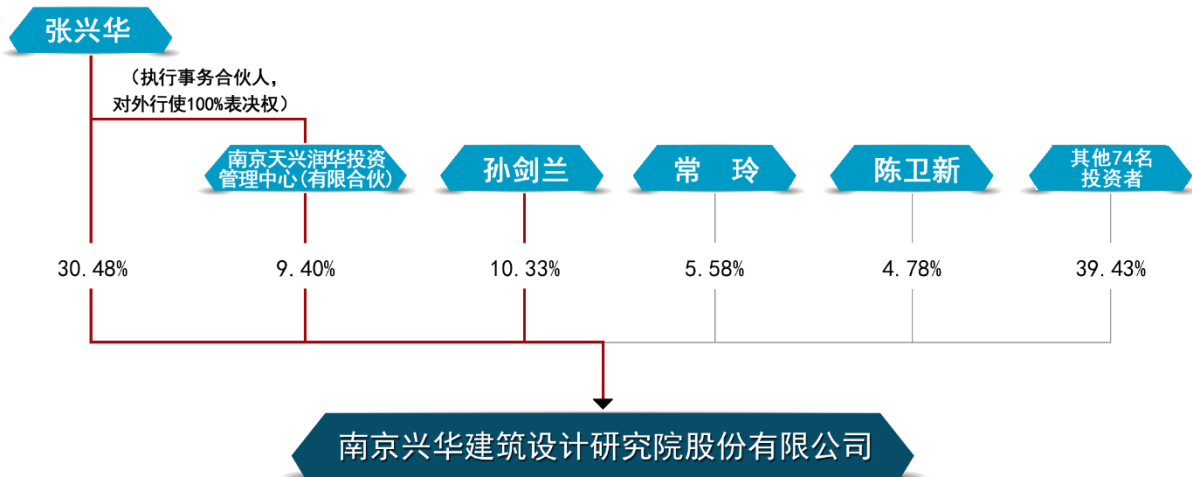 张兴华
（执行事务合伙人，
对外行使100%表决权）
南京天兴润华投资
管理中心(有限合伙)
孙剑兰
常 玲
陈卫新
其他74名
投资者
30.48%
9.40%
10.33%
5.58%
4.78%
39.43%
南京兴华建筑设计研究院股份有限公司